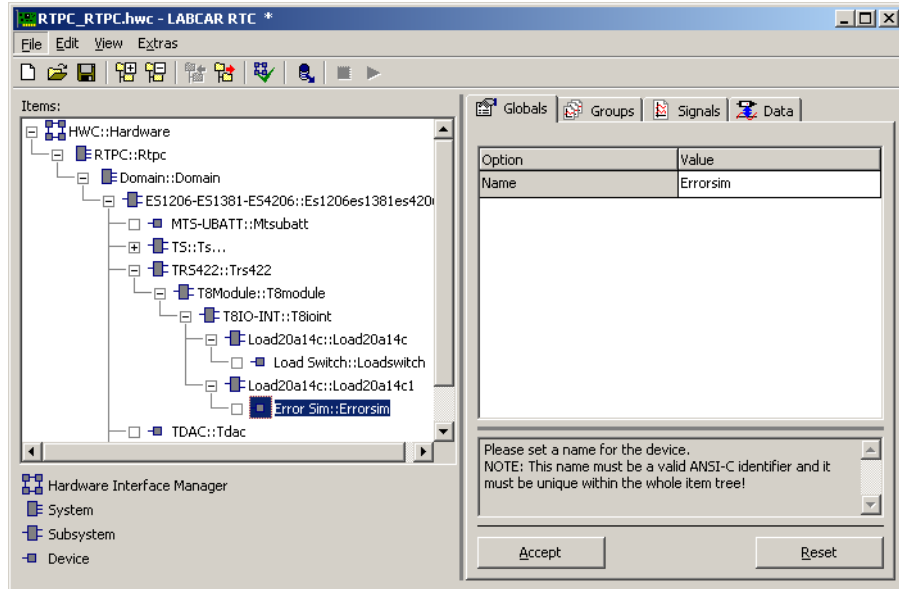 RTPC_RTPC.hwc - LABCAR RTC *
File Edit View Extras
Items:
HWC::Hardware
RTPC::Rtpc
Domain::Domain
ES1206-ES1381-ES4206::Es1206es1381es420
MTS-UBATT::Mtsubatt
TS::Ts...
TRS422::Trs422
T8Module::T8module
T8IO-INT::T8ioint
Load20a14c::Load20a14c
Load Switch::Loadswitch
Load20a14c::Load20a14c1
Error Sim::Errorsim
TDAC::Tdac
Hardware Interface Manager
System
Subsystem
Device
Globals Groups Signals Data
Option Value
Name Errorsim
Please set a name for the device.
NOTE: This name must be a valid ANSI-C identifier and it
must be unique within the whole item tree!
Accept Reset